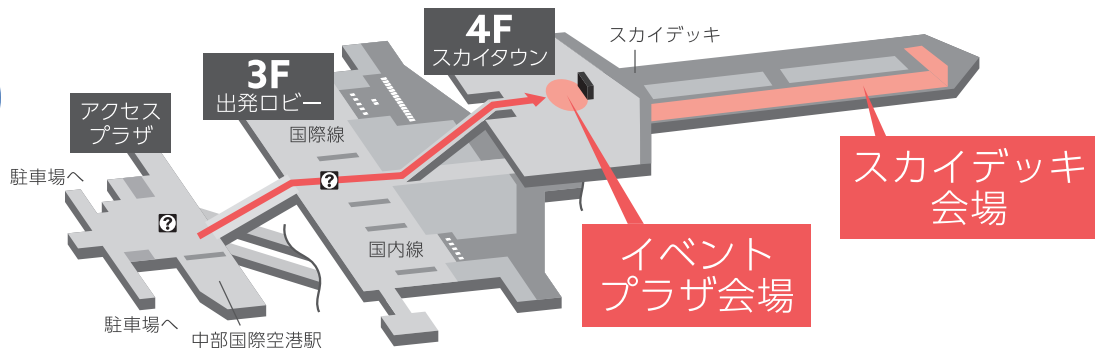 アクセス
プラザ
3F
出発ロビー
4F
スカイタウン
スカイデッキ
国際線
駐車場へ
?
?
国内線
駐車場へ
中部国際空港駅
イベント
プラザ会場
スカイデッキ
会場